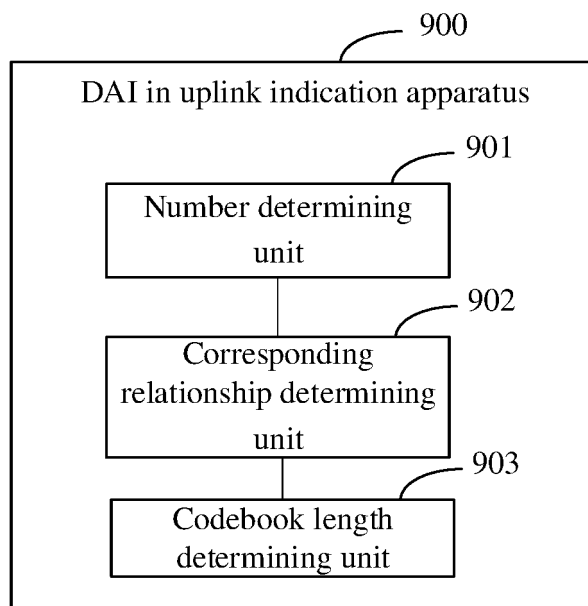 900
DAI in uplink indication apparatus
901
Number determining
unit
902
Corresponding
relationship determining
unit
903
Codebook length
determining unit